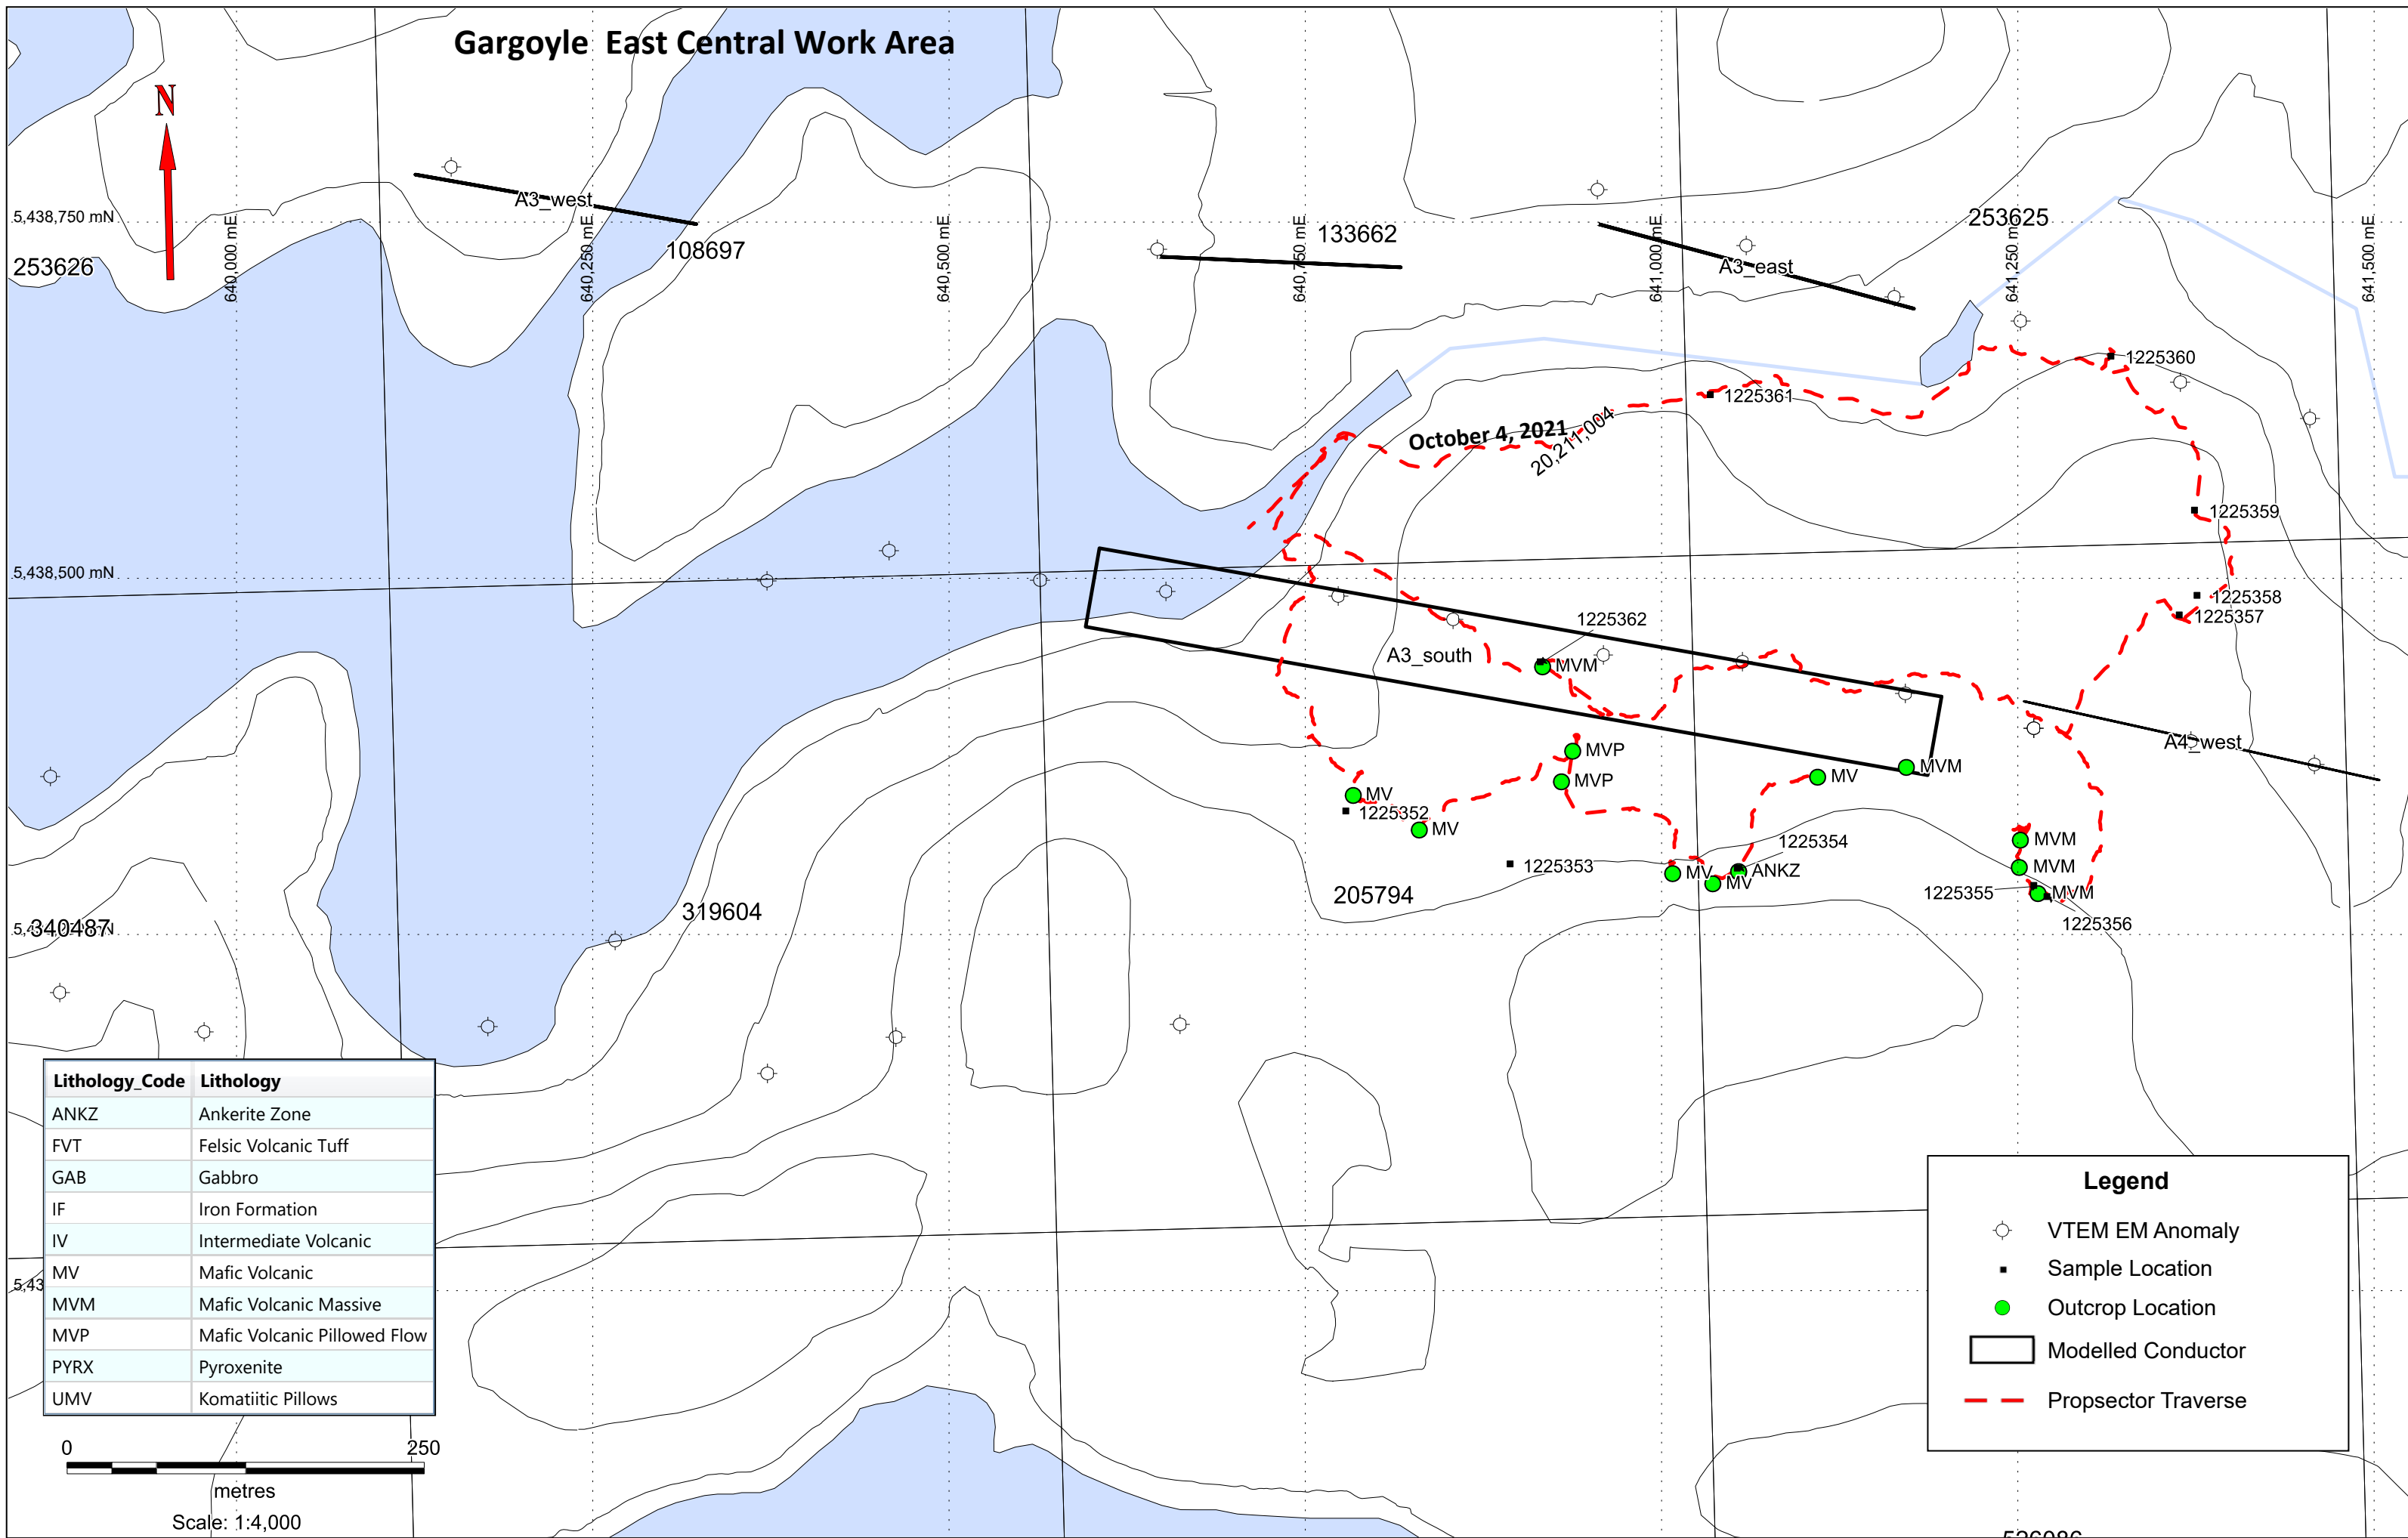 Gargoyle  East Central Work Area
N
A3_west
5,438,750 mN
640,000 mE
640,250 mE
640,500 mE
640,750 mE
641,000 mE
641,250 mE
641,500 mE
253626
108697
133662
A3_east
253625
1225360
1225361
October 4, 2021
20,211,004
1225359
5,438,500 mN
1225358
1225357
1225362
A3_south
MVM
A4_west
MVP
MVP
MV
MVM
MV
1225352
MV
1225354
MVM
1225353
MV
MV
ANKZ
MVM
1225355
MVM
1225356
205794
319604
340487
Lithology_Code Lithology
ANKZ Ankerite Zone
FVT Felsic Volcanic Tuff
GAB Gabbro
IF Iron Formation
IV Intermediate Volcanic
MV Mafic Volcanic
MVM Mafic Volcanic Massive
MVP Mafic Volcanic Pillowed Flow
PYRX Pyroxenite
UMV Komatiitic Pillows
5,43
0 250
metres
Scale: 1:4,000
Legend
VTEM EM Anomaly
Sample Location
Outcrop Location
Modelled Conductor
Propsector Traverse